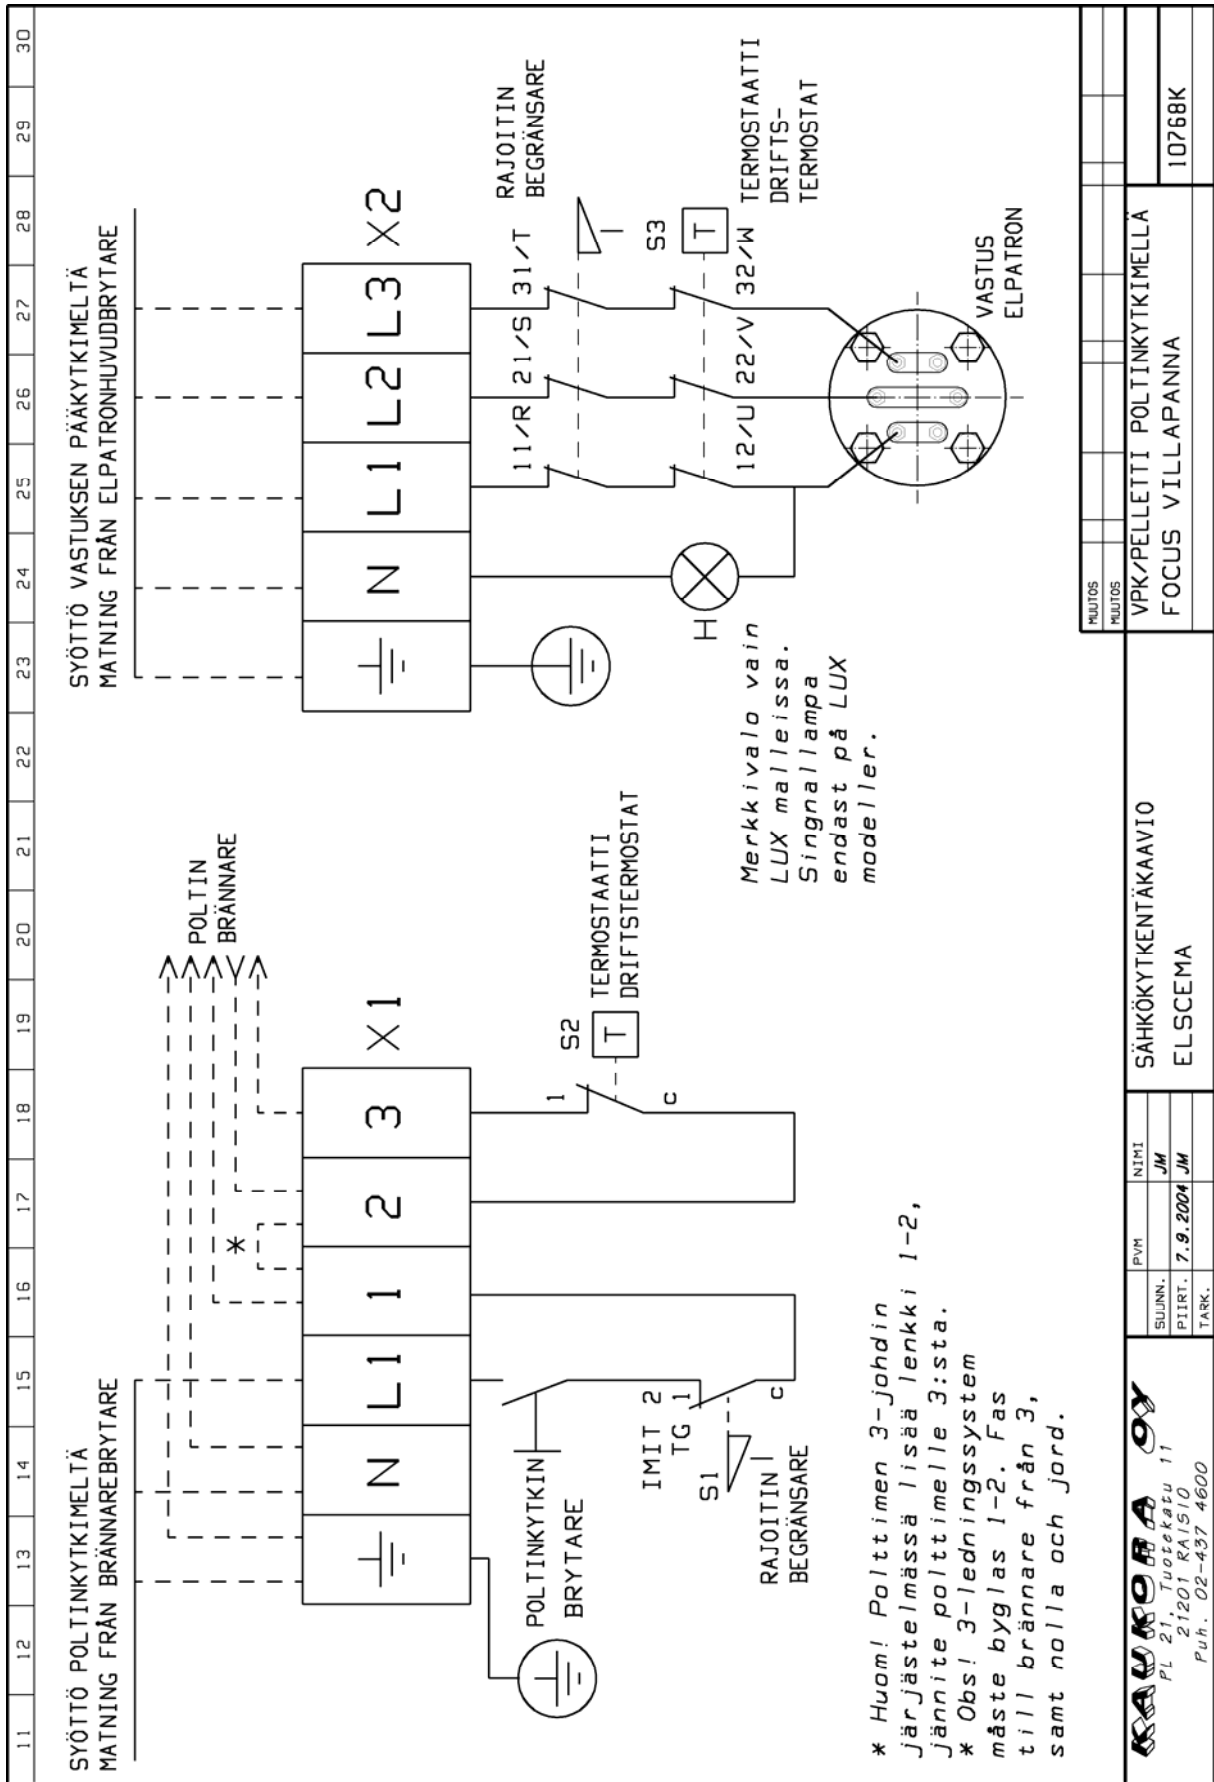 11 12 13 14 15 16 17 18 19 20 21 22 23 24 25 26 27 28 29 30
SYÖTTÖ POLTINKYTKIMELTÄ
MATNING FRÅN BRÄNNAREBRYTARE
POLTIN
BRÄNNARE
*
N L1 1 2 3 X1
POLTINKYTKIN
BRYTARE
IMIT 2
TG 1
S1
c
RAJOITIN
BEGRÄNSARE
1
S2
T
c
TERMOSTAATTI
DRIFTSTERMOSTAT
* Huom! Polttimen 3-johdin
järjästelmässä lisää lenkki 1-2,
jännite polttimelle 3:sta.
* Obs! 3-ledningssystem
måste byglas 1-2. Fas
till brännare från 3,
samt nolla och jord.
SYÖTTÖ VASTUKSEN PÄÄKYTKIMELTÄ
MATNING FRÅN ELPATRONHUVUDBRYTARE
N L1 L2 L3 X2
11/R 21/S 31/T
RAJOITIN
BEGRÄNSARE
S3
T
H
12/U 22/V 32/W
TERMOSTAATTI
DRIFTS-
TERMOSTAT
Merkkivalo vain
LUX malleissa.
Singnallampa
endast på LUX
modeller.
VASTUS
ELPATRON
MUUTOS
MUUTOS
KAUKORA OY
PL 21, Tuotekatu 11
21201 RAISIO
Puh. 02-437 4600
PVM NIMI
SUUNN. JM
PIIRT. 7.9.2004 JM
TARK.
SÄHKÖKYTKENTÄKAAVIO
ELSCEMA
VPK/PELLETTI POLTINKYTKIMELLÄ
FOCUS VILLAPANNA
10768K